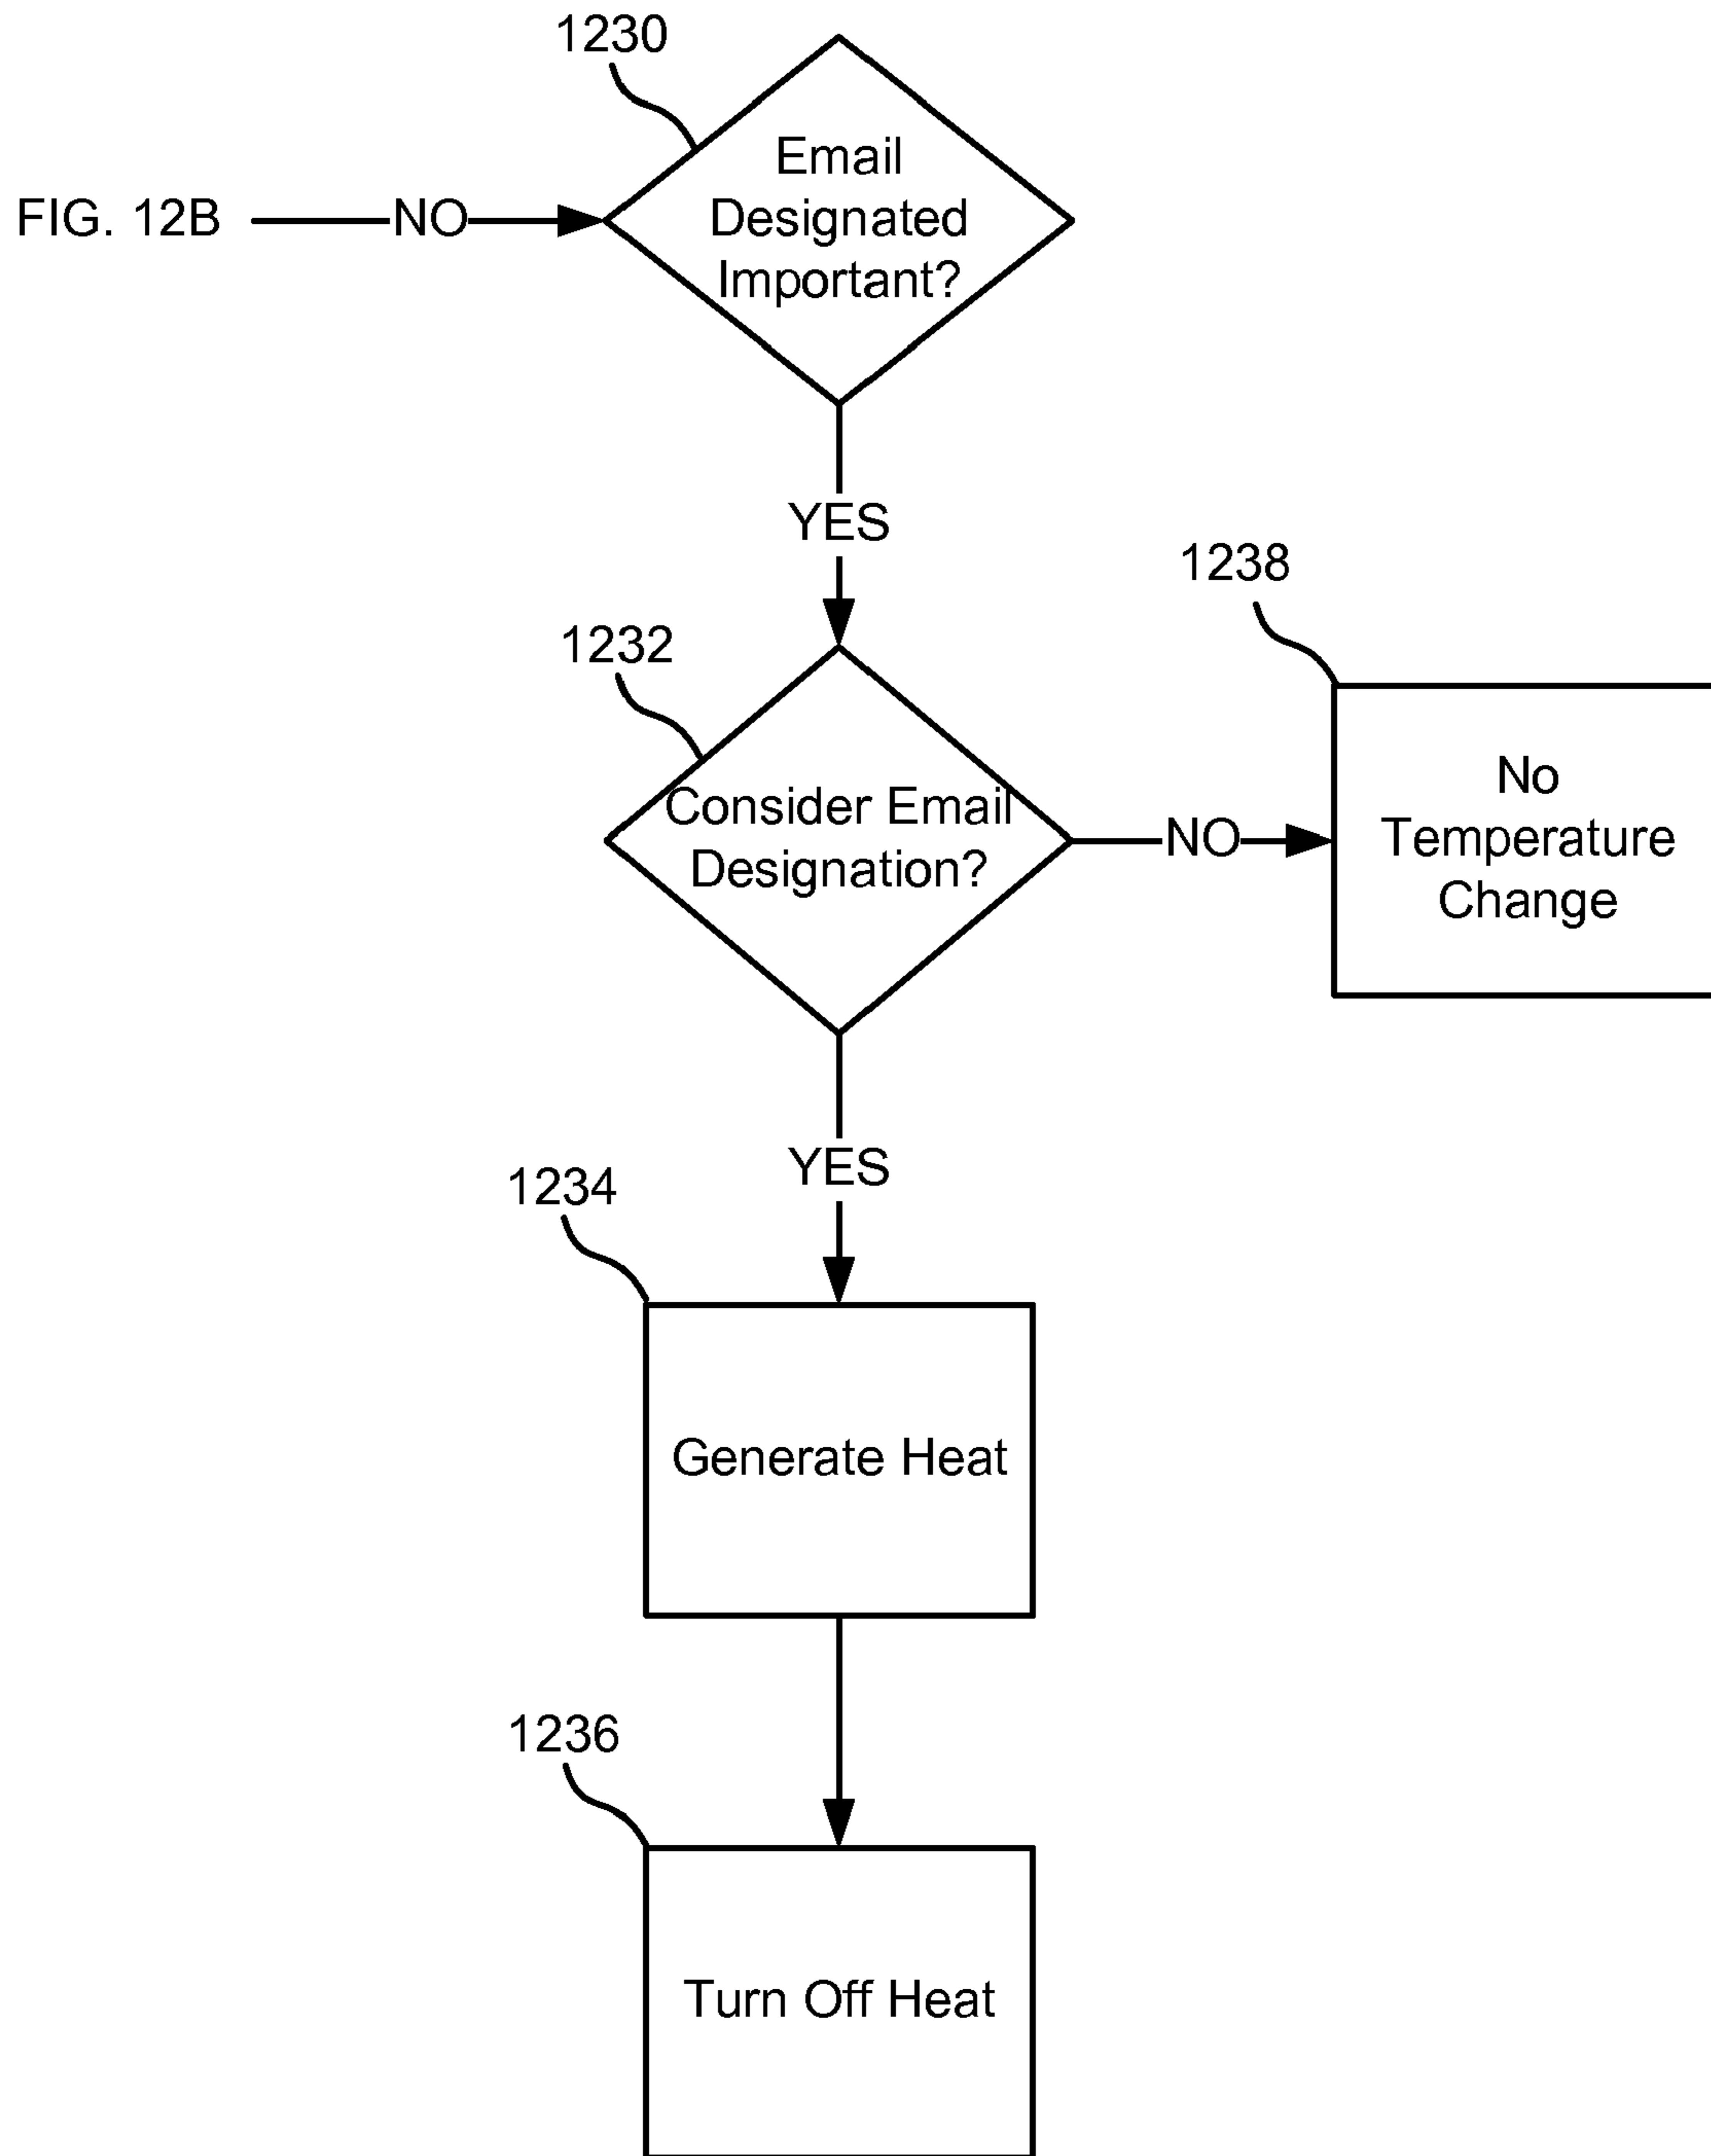 1230
Email
Designated
Important?
FIG. 12B
NO
YES
1238
1232
Consider Email
Designation?
NO
No
Temperature
Change
YES
1234
Generate Heat
1236
Turn Off Heat